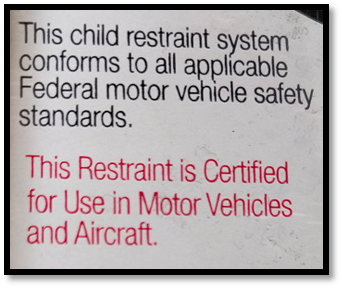 This child restraint system
conforms to all applicable
Federal motor vehicle safety
standards.
This Restraint is Certified
for Use in Motor Vehicles
and Aircraft.